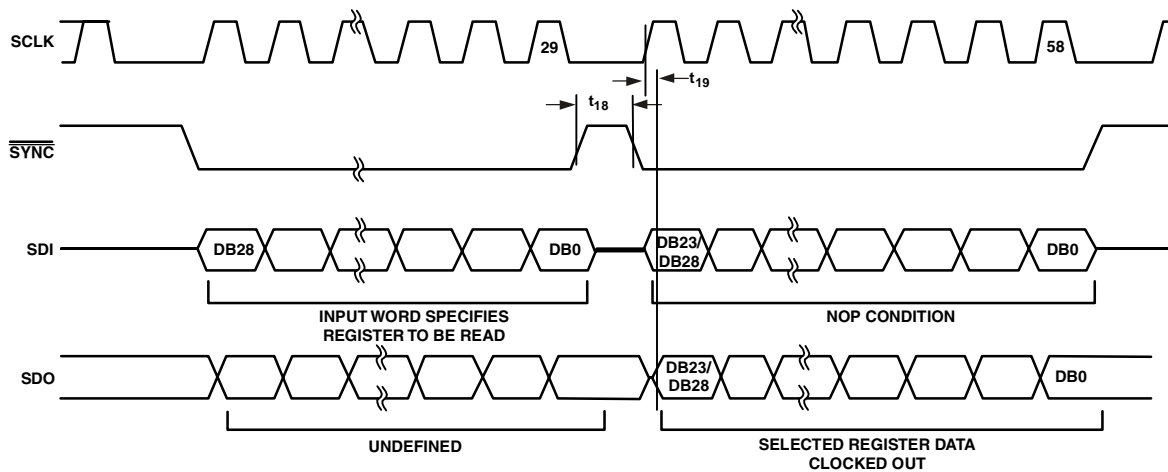 SCLK
29
58
t19
t18
SYNC
SDI
DB28
DB0
DB23/
DB28
DB0
INPUT WORD SPECIFIES
REGISTER TO BE READ
NOP CONDITION
SDO
DB23/
DB28
DB0
UNDEFINED
SELECTED REGISTER DATA
CLOCKED OUT